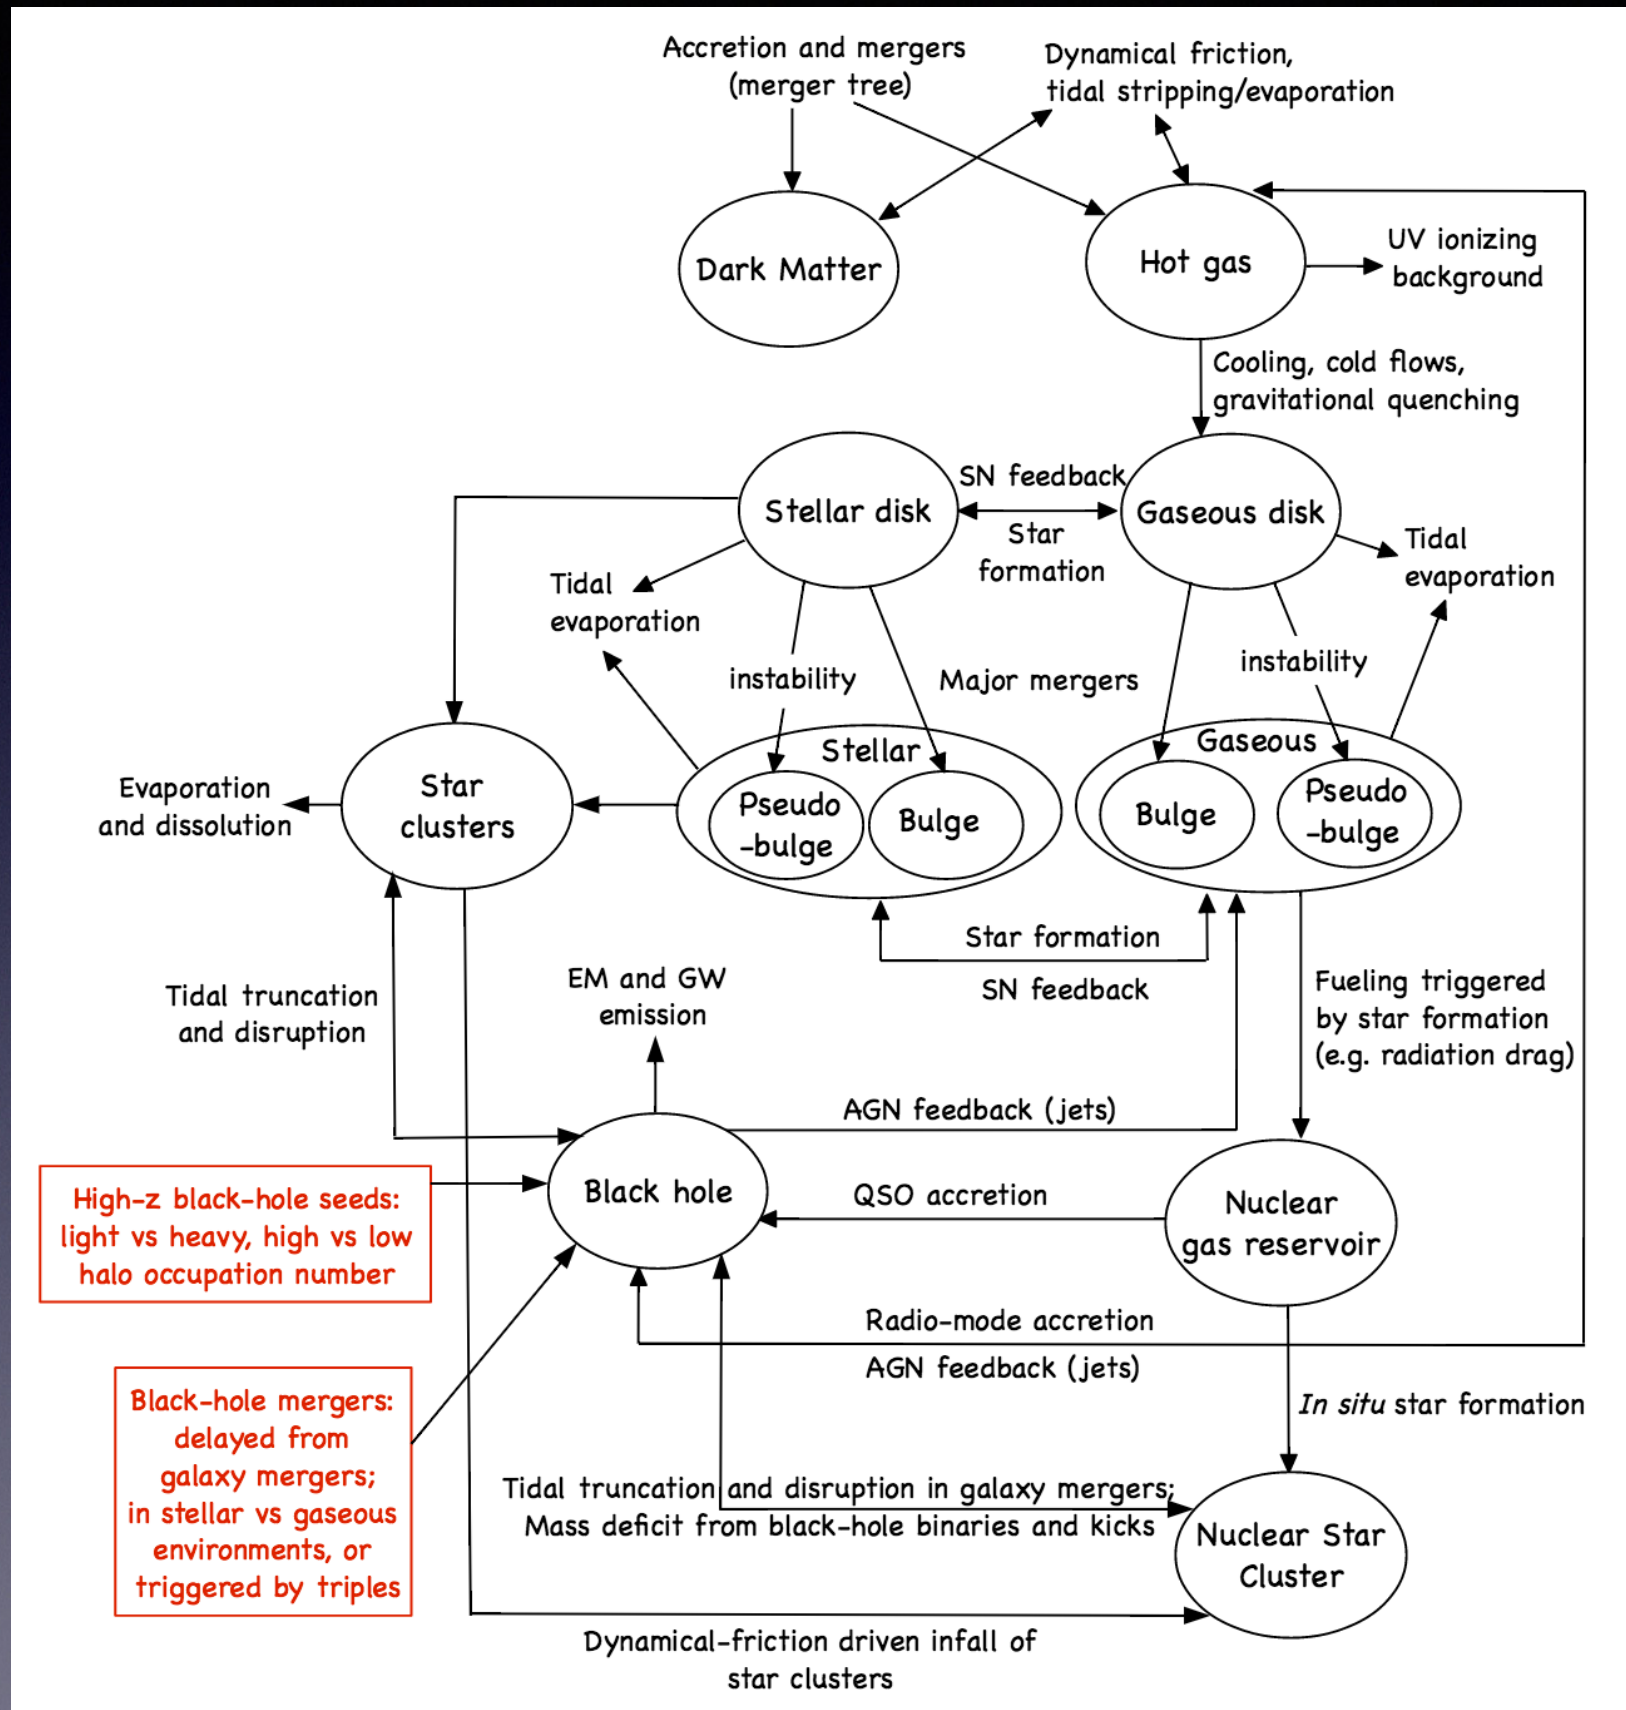 Accretion and mergers
(merger tree)
Dynamical friction,
tidal stripping/evaporation
Dark Matter
Hot gas
UV ionizing
background
Cooling, cold flows,
gravitational quenching
Stellar disk
SN feedback
Star
formation
Gaseous disk
Tidal
evaporation
Tidal
evaporation
instability
Major mergers
instability
Star
clusters
Evaporation
and dissolution
Stellar
Pseudo
-bulge
Bulge
Gaseous
Bulge
Pseudo
-bulge
Star formation
SN feedback
Tidal truncation
and disruption
EM and GW
emission
Fueling triggered
by star formation
(e.g. radiation drag)
AGN feedback (jets)
Black hole
QSO accretion
Nuclear
gas reservoir
High-z black-hole seeds:
light vs heavy, high vs low
halo occupation number
Radio-mode accretion
AGN feedback (jets)
In situ star formation
Black-hole mergers:
delayed from
galaxy mergers;
in stellar vs gaseous
environments, or
triggered by triples
Tidal truncation and disruption in galaxy mergers;
Mass deficit from black-hole binaries and kicks
Nuclear Star
Cluster
Dynamical-friction driven infall of
star clusters